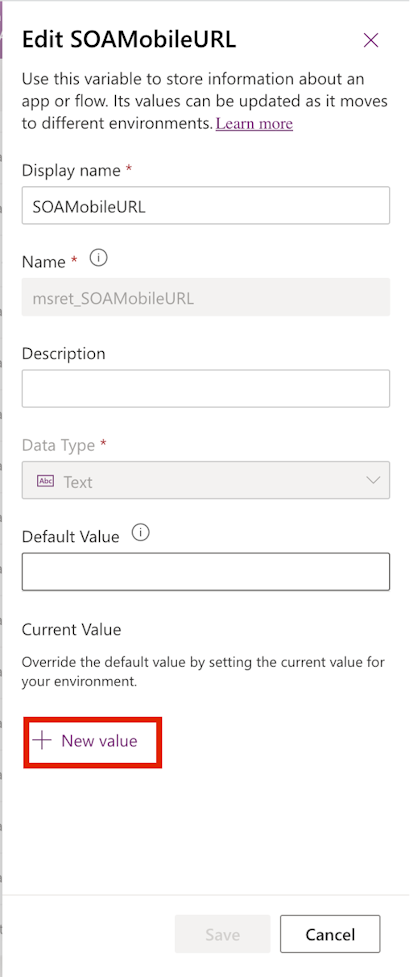 Edit SOAMobileURL
Use this variable to store information about an
app or flow. Its values can be updated as it moves
to different environments. Learn more
Display name *
SOAMobileURL
Name *
msret_SOAMobileURL
Description
Data Type *
Abc Text
Default Value
Current Value
Override the default value by setting the current value for
your environment.
New value
Save Cancel